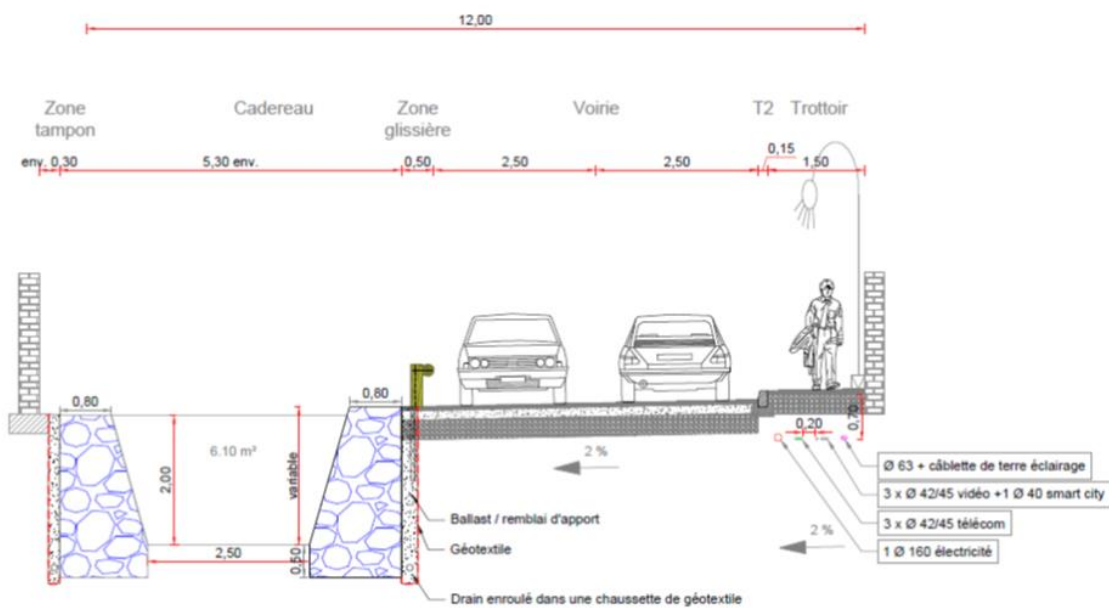 12,00
Zone
tampon
Cadereau
Zone
glissière
Voirie
T2
Trottoir
env. 0,30
5,30 env.
0,50
2,50
2,50
0,15
1,50
0,80
0,80
6.10 m²
2,00
variable
2,50
0,50
2 %
0,20
0,70
2 %
Ø 63 + câblette de terre éclairage
3 x Ø 42/45 vidéo +1 Ø 40 smart city
3 x Ø 42/45 télécom
1 Ø 160 électricité
Ballast / remblai d'apport
Géotextile
Drain enroulé dans une chaussette de géotextile